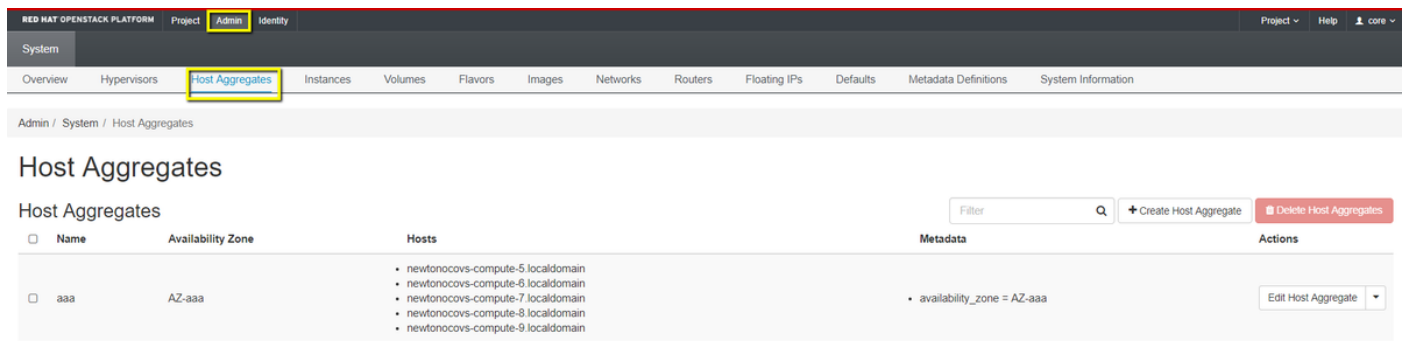 RED HAT OPENSTACK PLATFORM Project Admin Identity Project Help core
System
Overview Hypervisors Host Aggregates Instances Volumes Flavors Images Networks Routers Floating IPs Defaults Metadata Definitions System Information
Admin / System / Host Aggregates
Host Aggregates
Host Aggregates Filter + Create Host Aggregate Delete Host Aggregates
Name Availability Zone Hosts Metadata Actions
• newtonocovs-compute-5.localdomain
• newtonocovs-compute-6.localdomain
aaa AZ-aaa • newtonocovs-compute-7.localdomain • availability_zone = AZ-aaa Edit Host Aggregate
• newtonocovs-compute-8.localdomain
• newtonocovs-compute-9.localdomain